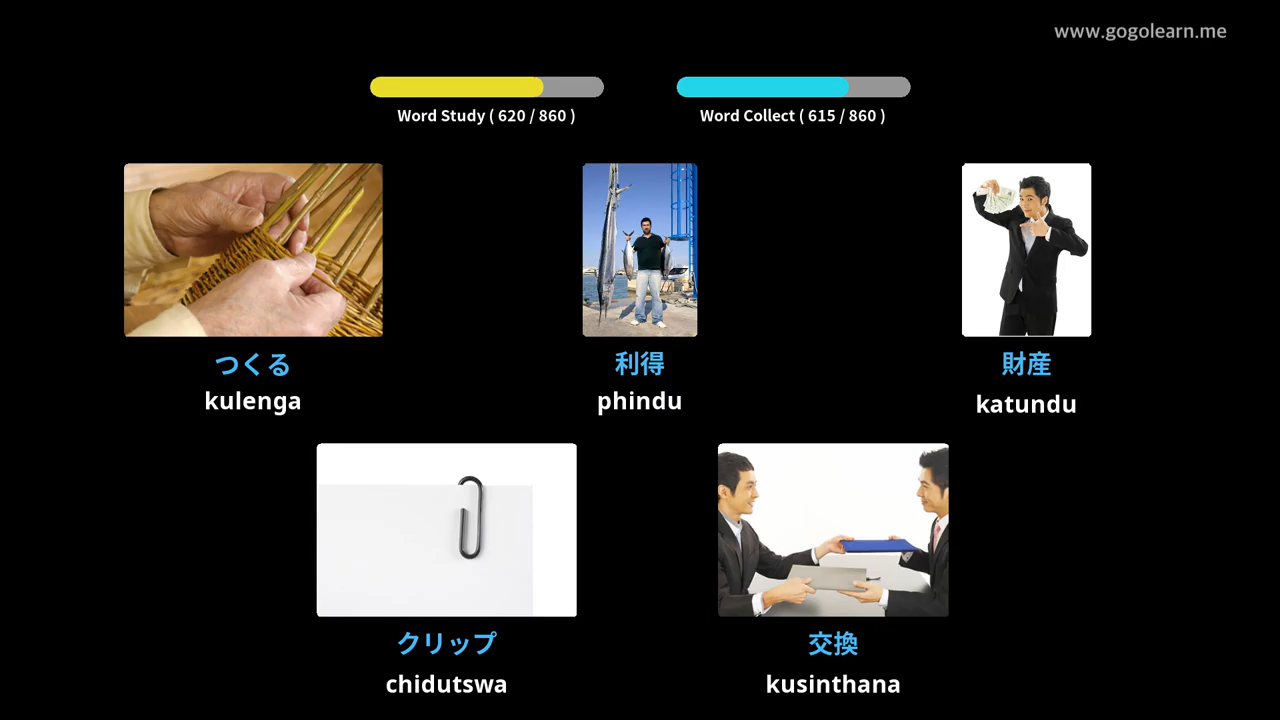 www.gogolearn.me
Word Study ( 620 / 860 )
Word Collect ( 615 / 860 )
つくる
kulenga
利得
phindu
財産
katundu
クリップ
chidutswa
交換
kusinthana